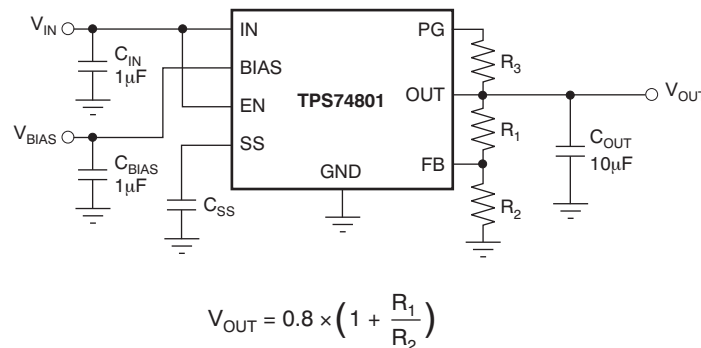 V_IN
C_IN
1μF
V_BIAS
C_BIAS
1μF
C_SS
IN
BIAS
EN
SS
TPS74801
GND
PG
OUT
FB
R_3
R_1
R_2
V_OUT
C_OUT
10μF
V_OUT = 0.8 × (1 + R_1 / R_2)